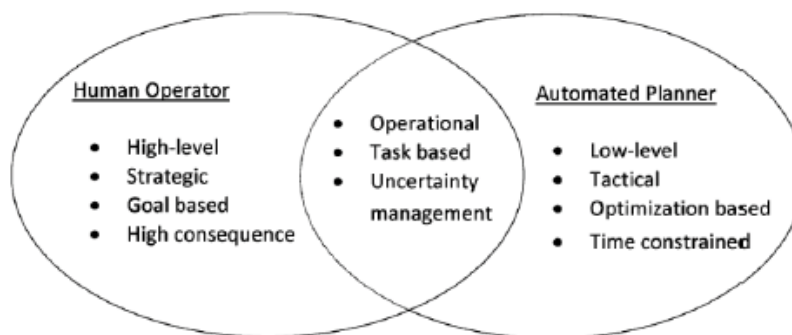 Human Operator
• High-level
• Strategic
• Goal based
• High consequence
• Operational
• Task based
• Uncertainty
management
Automated Planner
• Low-level
• Tactical
• Optimization based
• Time constrained